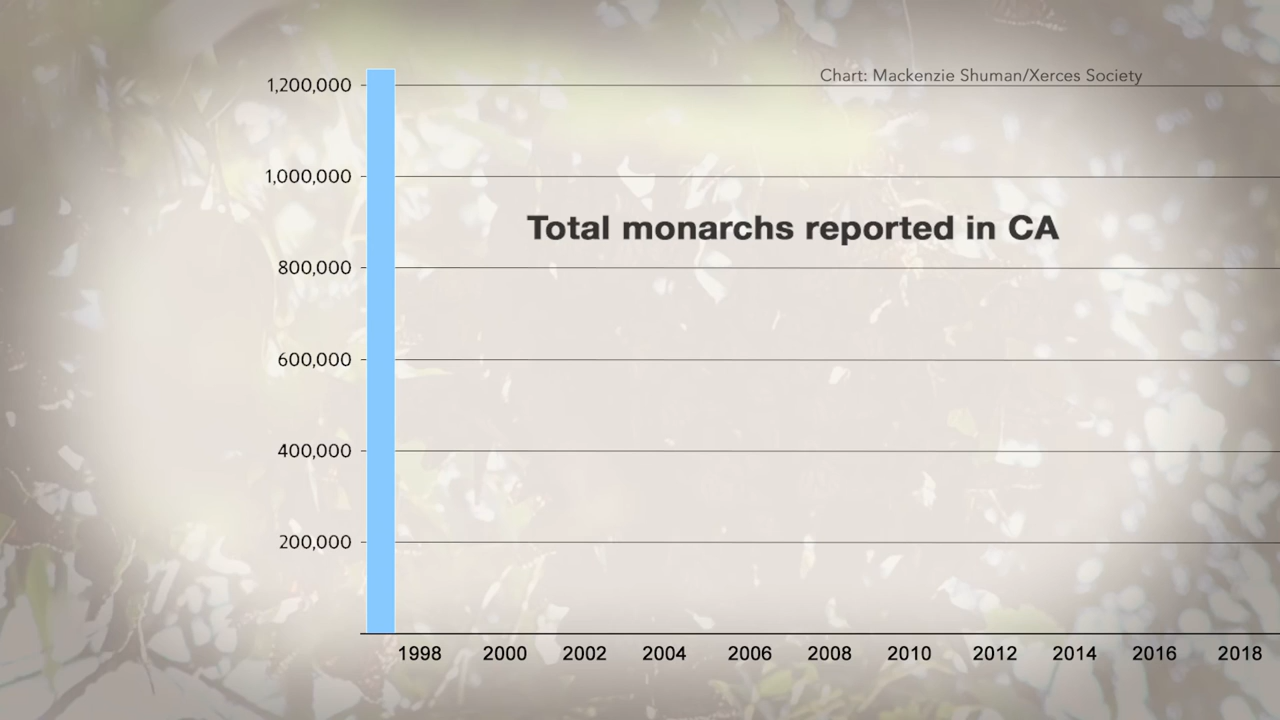 Chart: Mackenzie Shuman/Xerces Society
1,200,000
1,000,000
Total monarchs reported in CA
800,000
600,000
400,000
200,000
1998 2000 2002 2004 2006 2008 2010 2012 2014 2016 2018